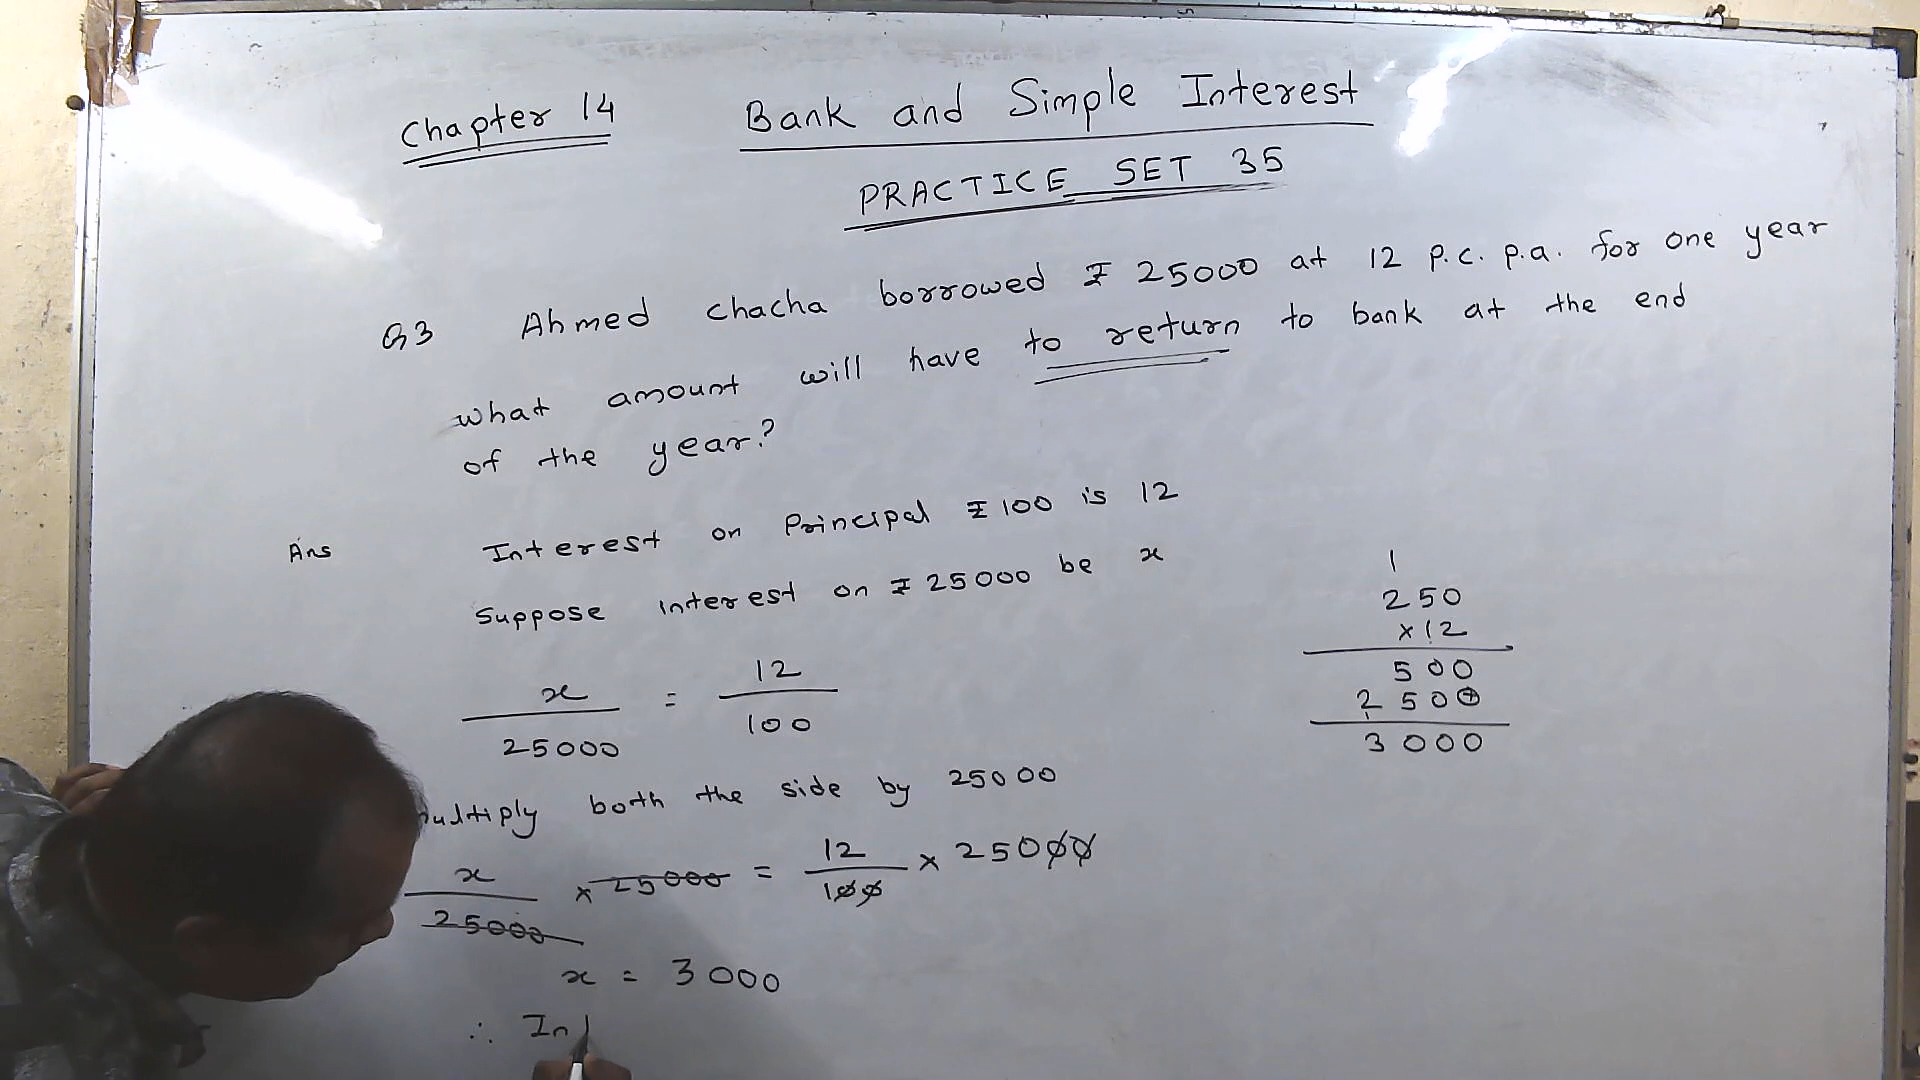 Chapter 14 Bank and Simple Interest
PRACTICE SET 35
Q3 Ahmed chacha borrowed ₹ 25000 at 12 p.c. p.a. for one year
what amount will have to return to bank at the end
of the year?
Ans Interest on Principal ₹ 100 is 12
Suppose interest on ₹ 25000 be x
x / 25000 = 12 / 100
multiply both the side by 25000
x / 25000 × 25000 = 12 / 100 × 25000
x = 3000
∴ Int
1
250
×12
500
2500
1
3000